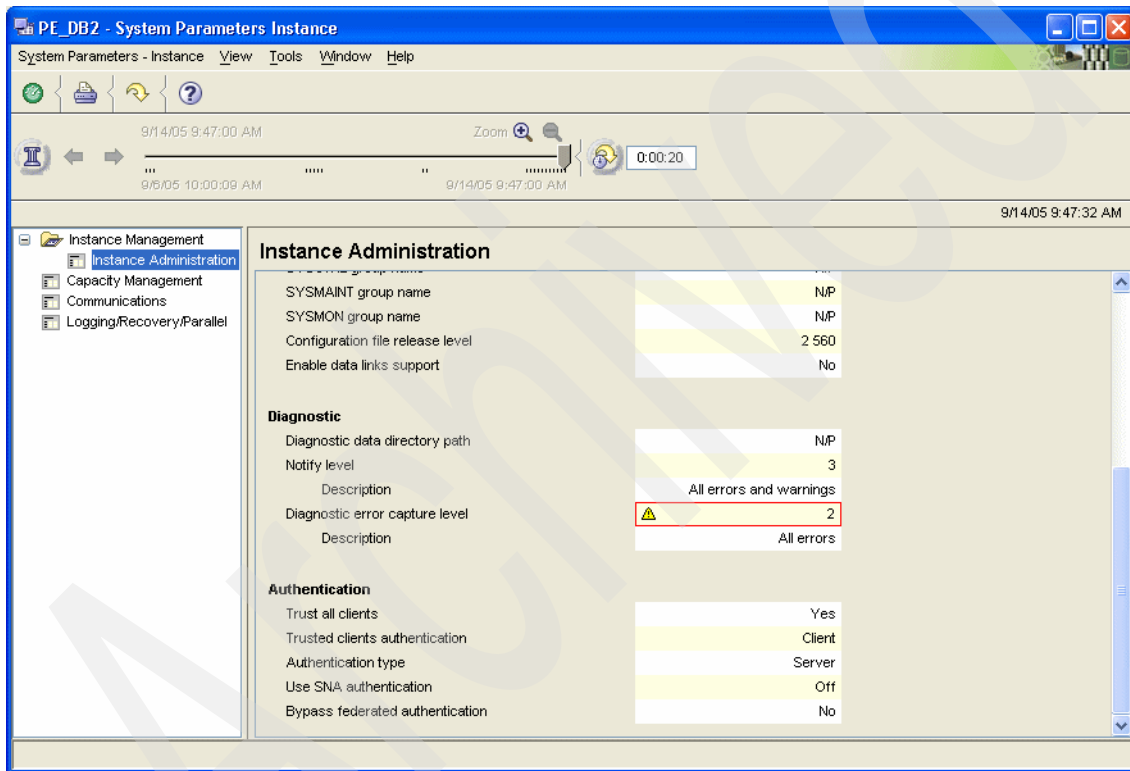 PE_DB2 - System Parameters Instance
System Parameters - Instance View Tools Window Help
9/14/05 9:47:00 AM Zoom
0:00:20
9/6/05 10:00:09 AM 9/14/05 9:47:00 AM
9/14/05 9:47:32 AM
Instance Management
Instance Administration
Capacity Management
Communications
Logging/Recovery/Parallel
Instance Administration
SYSMAINT group name N/P
SYSMON group name N/P
Configuration file release level 2 560
Enable data links support No
Diagnostic
Diagnostic data directory path N/P
Notify level 3
Description All errors and warnings
Diagnostic error capture level 2
Description All errors
Authentication
Trust all clients Yes
Trusted clients authentication Client
Authentication type Server
Use SNA authentication Off
Bypass federated authentication No